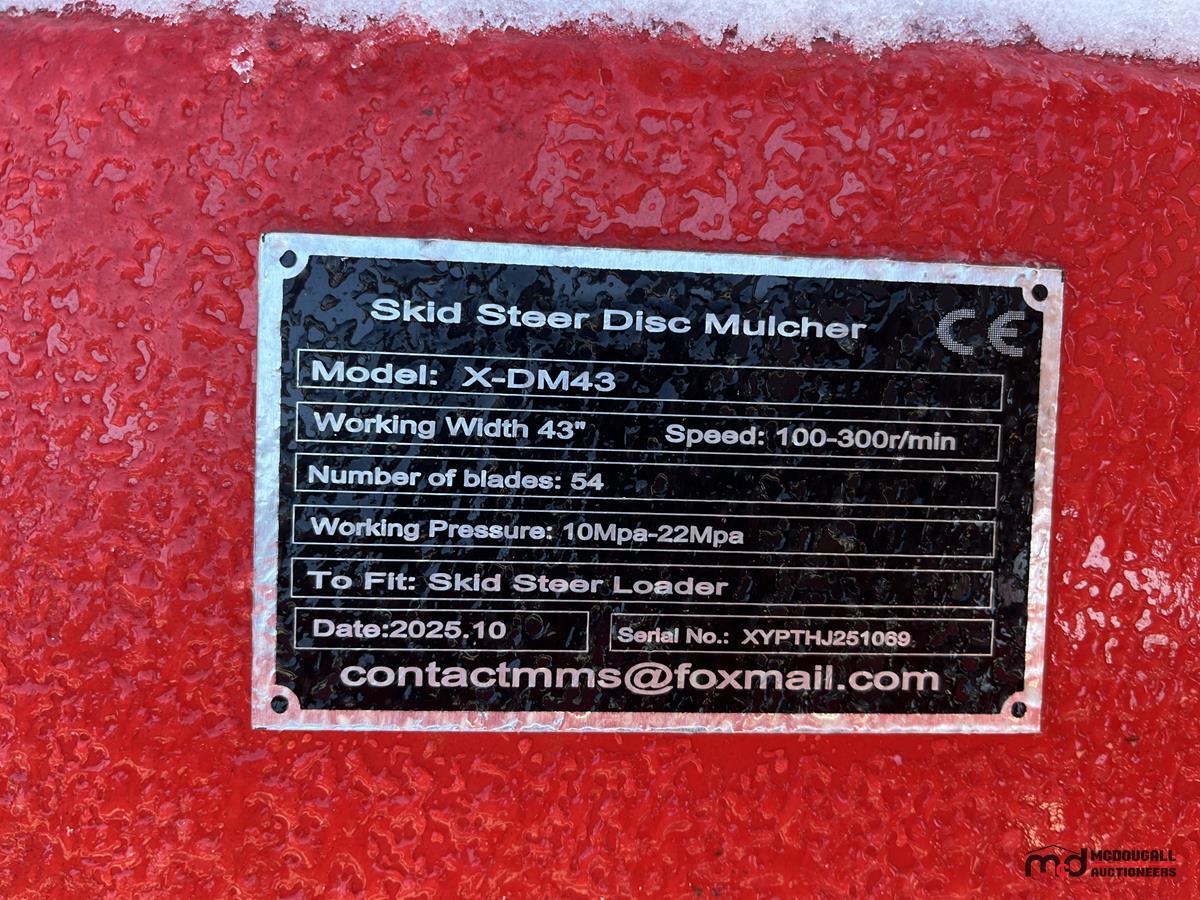 Skid Steer Disc Mulcher CE
Model: X-DM43
Working Width 43" Speed: 100-300r/min
Number of blades: 54
Working Pressure: 10Mpa-22Mpa
To Fit: Skid Steer Loader
Date:2025.10 Serial No.: XYPTHJ251069
contactmms@foxmail.com
md MCDOUGALL
AUCTIONEERS